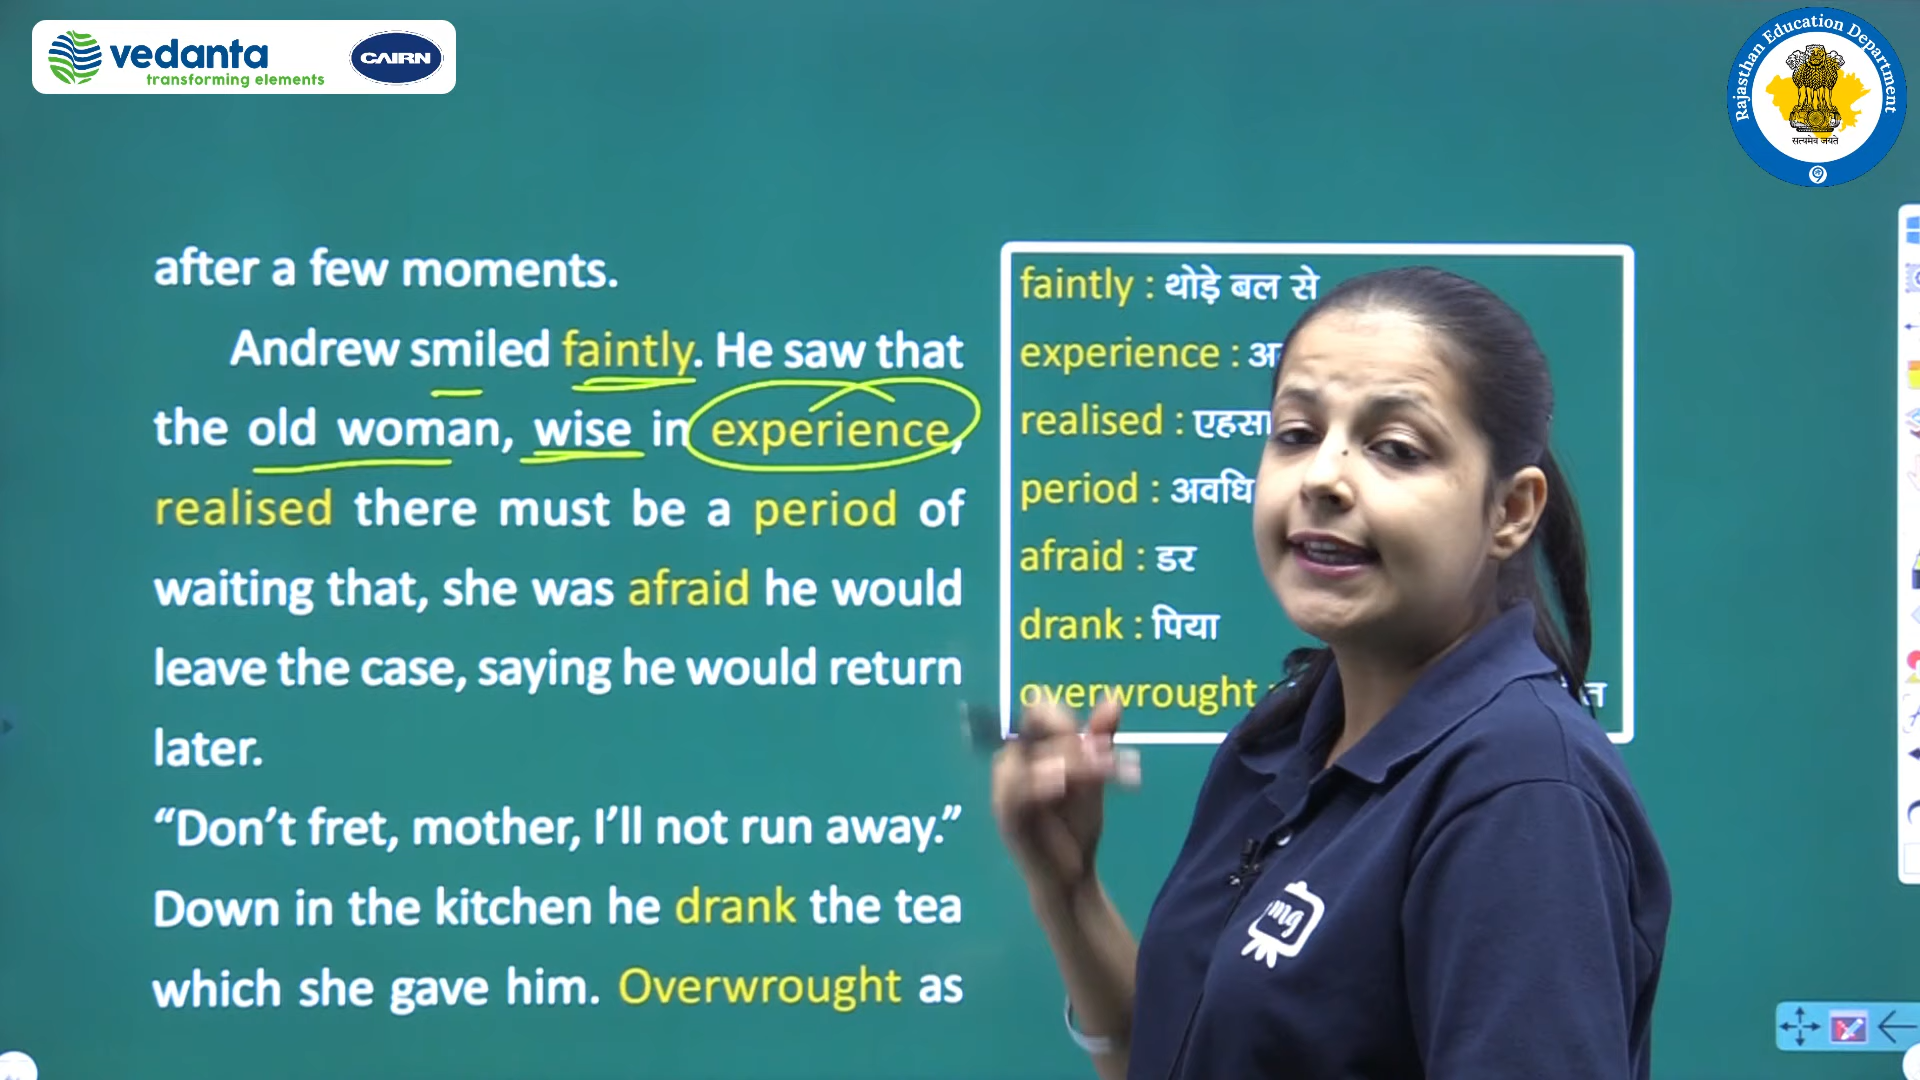 vedanta
transforming elements
CAIRN
Rajasthan Education Department
सत्यमेव जयते
after a few moments.
Andrew smiled faintly. He saw that
the old woman, wise in experience,
realised there must be a period of
waiting that, she was afraid he would
leave the case, saying he would return
later.
“Don’t fret, mother, I’ll not run away.”
Down in the kitchen he drank the tea
which she gave him. Overwrought as
faintly : थोड़े बल से
experience :
realised :
period : अवधि
afraid : डर
drank : पिया
overwrought :
mg